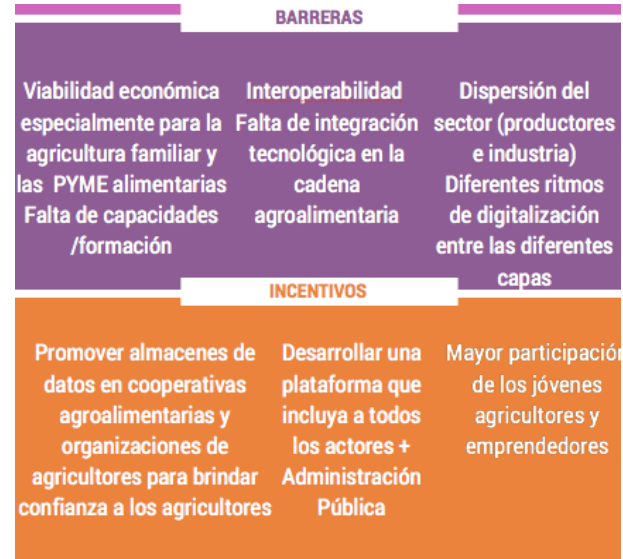 BARRERAS
Viabilidad económica
especialmente para la
agricultura familiar y
las PYME alimentarias
Falta de capacidades
/formación
Interoperabilidad
Falta de integración
tecnológica en la
cadena
agroalimentaria
Dispersión del
sector (productores
e industria)
Diferentes ritmos
de digitalización
entre las diferentes
capas
INCENTIVOS
Promover almacenes de
datos en cooperativas
agroalimentarias y
organizaciones de
agricultores para brindar
confianza a los agricultores
Desarrollar una
plataforma que
incluya a todos
los actores +
Administración
Pública
Mayor participación
de los jóvenes
agricultores y
emprendedores